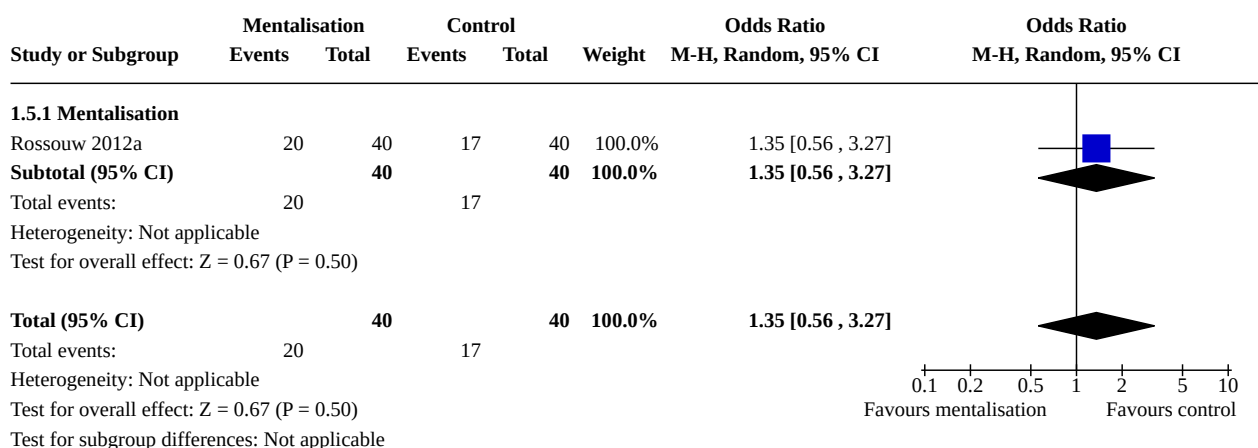 Mentalisation Control Odds Ratio Odds Ratio
Study or Subgroup Events Total Events Total Weight M-H, Random, 95% CI M-H, Random, 95% CI
1.5.1 Mentalisation
Rossouw 2012a 20 40 17 40 100.0% 1.35 [0.56 , 3.27]
Subtotal (95% CI) 40 40 100.0% 1.35 [0.56 , 3.27]
Total events: 20 17
Heterogeneity: Not applicable
Test for overall effect: Z = 0.67 (P = 0.50)
Total (95% CI) 40 40 100.0% 1.35 [0.56 , 3.27]
Total events: 20 17
Heterogeneity: Not applicable
0.1 0.2 0.5 1 2 5 10
Test for overall effect: Z = 0.67 (P = 0.50) Favours mentalisation Favours control
Test for subgroup differences: Not applicable